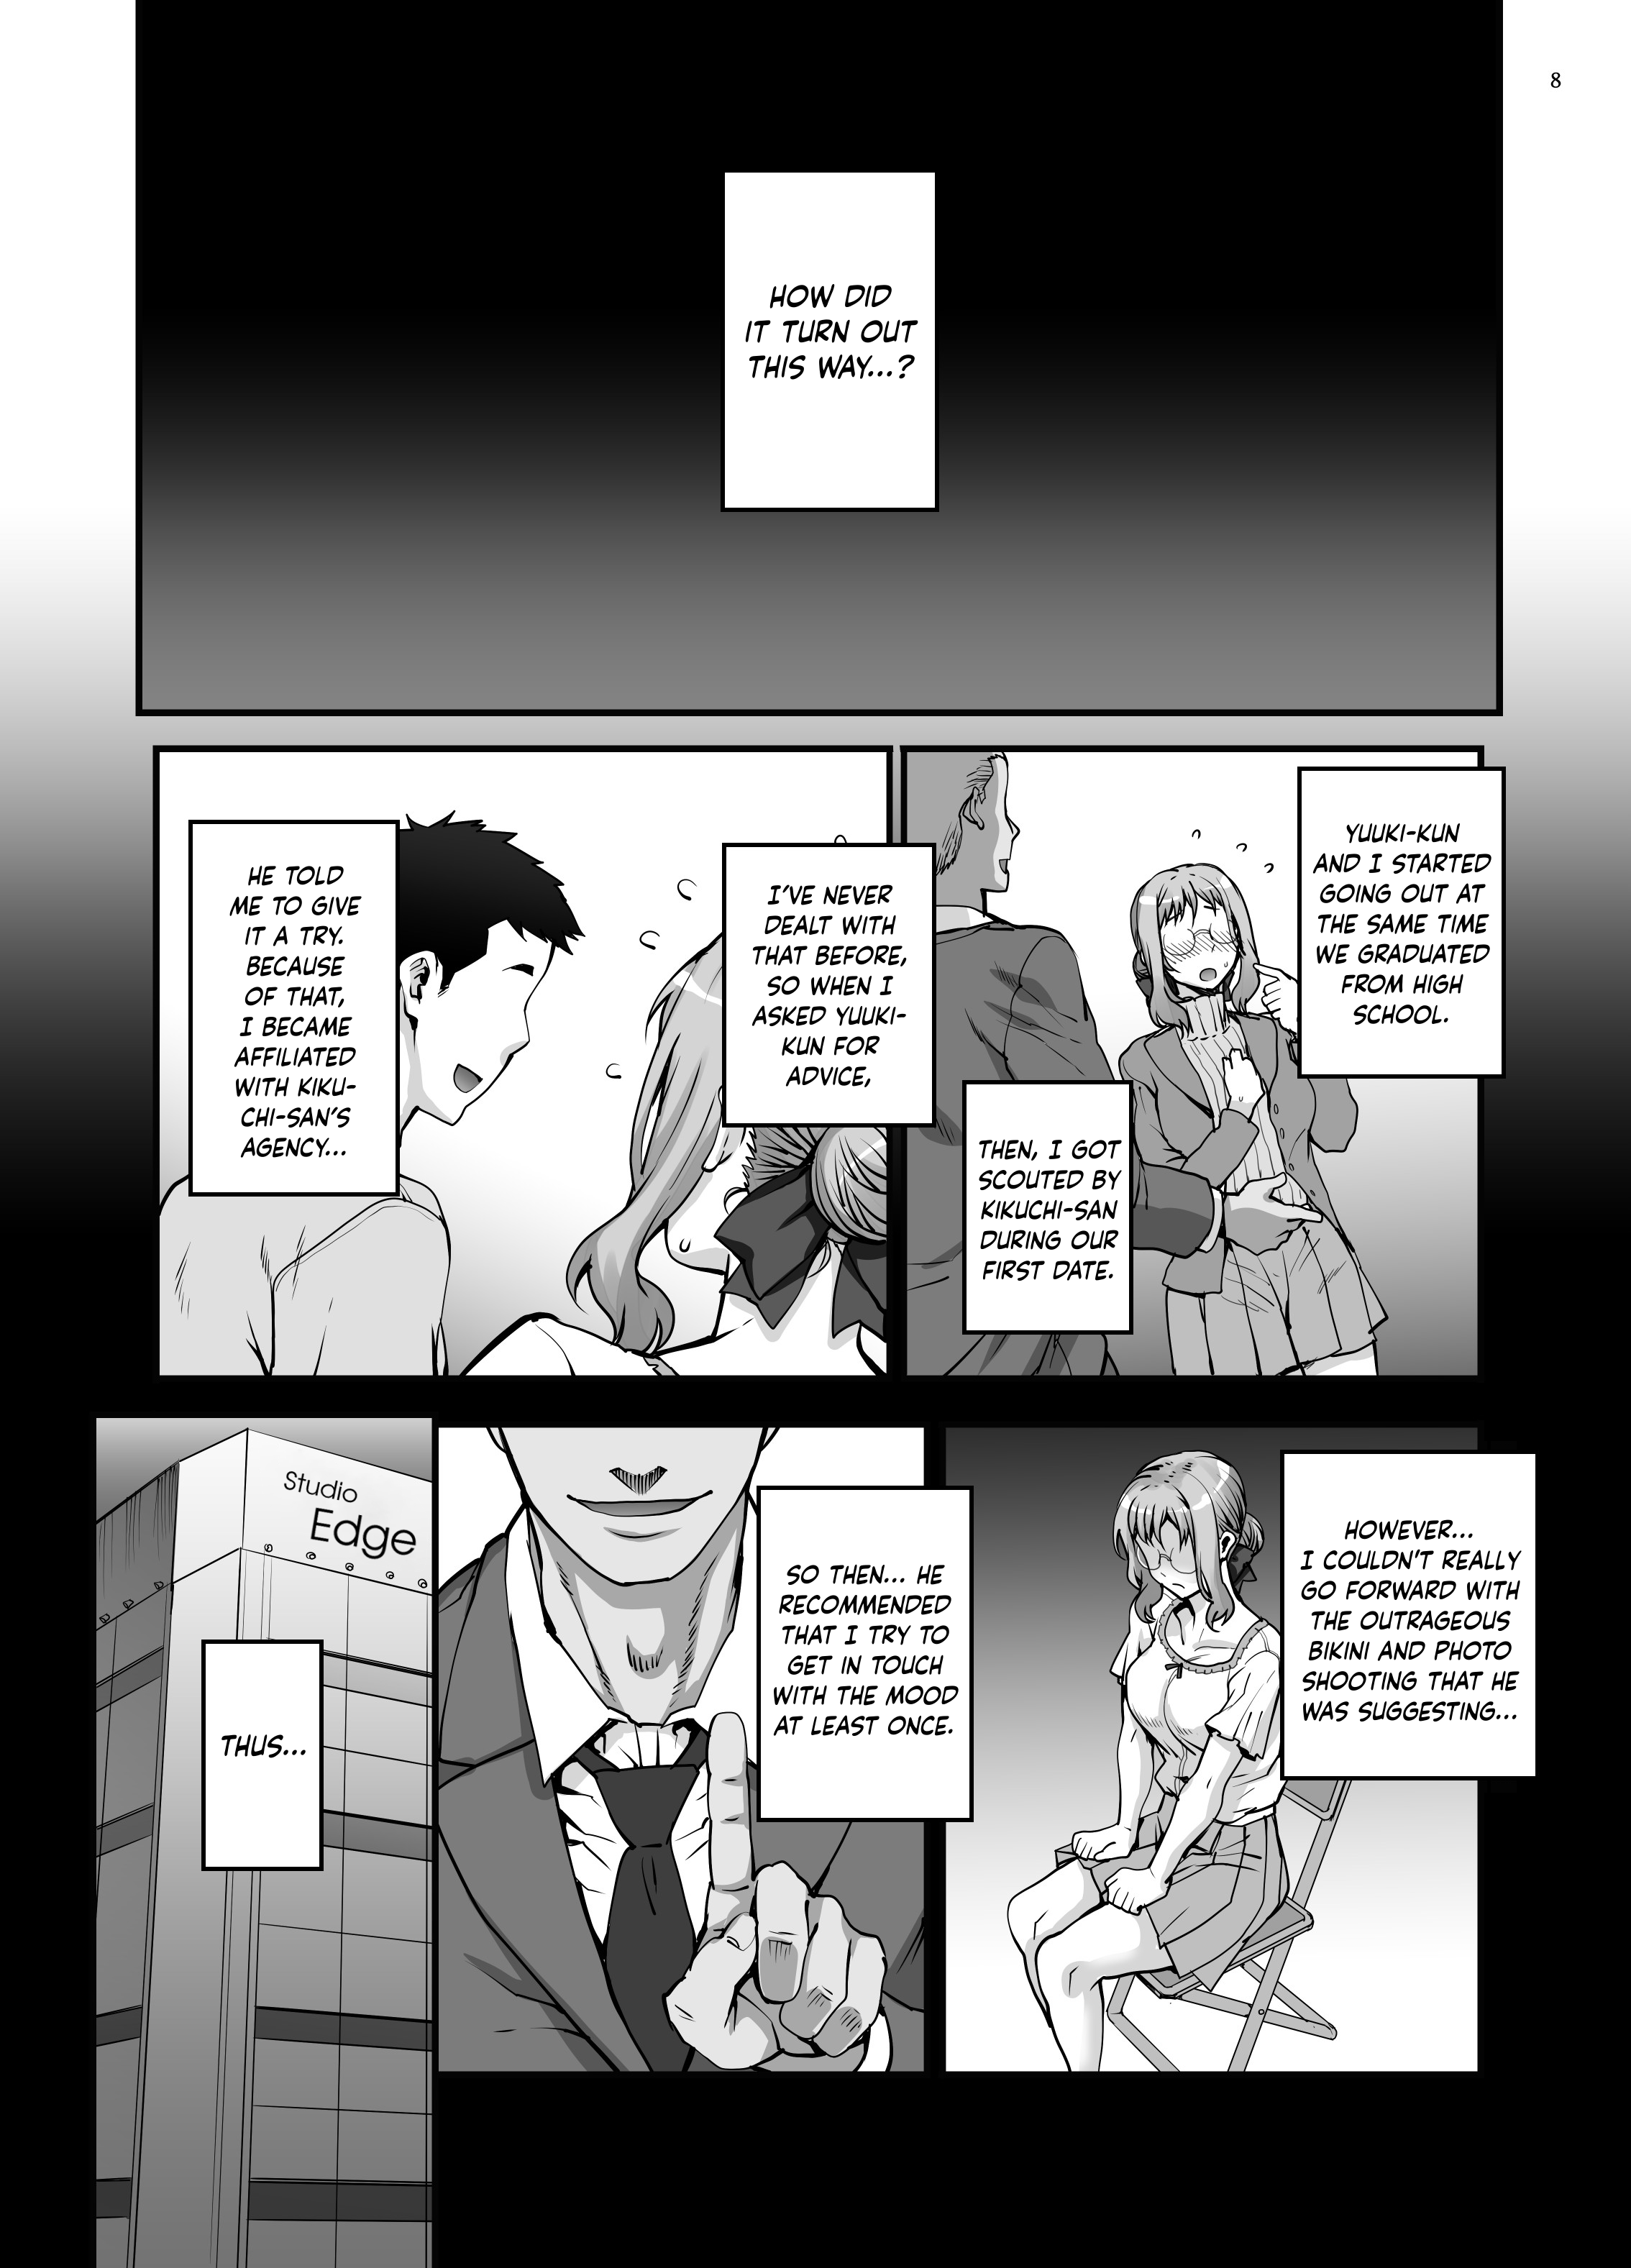 8
HOW DID
IT TURN OUT
THIS WAY...?
YUUKI-KUN
AND I STARTED
GOING OUT AT
THE SAME TIME
WE GRADUATED
FROM HIGH
SCHOOL.
THEN, I GOT
SCOUTED BY
KIKUCHI-SAN
DURING OUR
FIRST DATE.
I'VE NEVER
DEALT WITH
THAT BEFORE,
SO WHEN I
ASKED YUUKI-
KUN FOR
ADVICE,
HE TOLD
ME TO GIVE
IT A TRY.
BECAUSE
OF THAT,
I BECAME
AFFILIATED
WITH KIKU-
CHI-SAN'S
AGENCY...
HOWEVER...
I COULDN'T REALLY
GO FORWARD WITH
THE OUTRAGEOUS
BIKINI AND PHOTO
SHOOTING THAT HE
WAS SUGGESTING...
SO THEN... HE
RECOMMENDED
THAT I TRY TO
GET IN TOUCH
WITH THE MOOD
AT LEAST ONCE.
Studio
Edge
THUS...